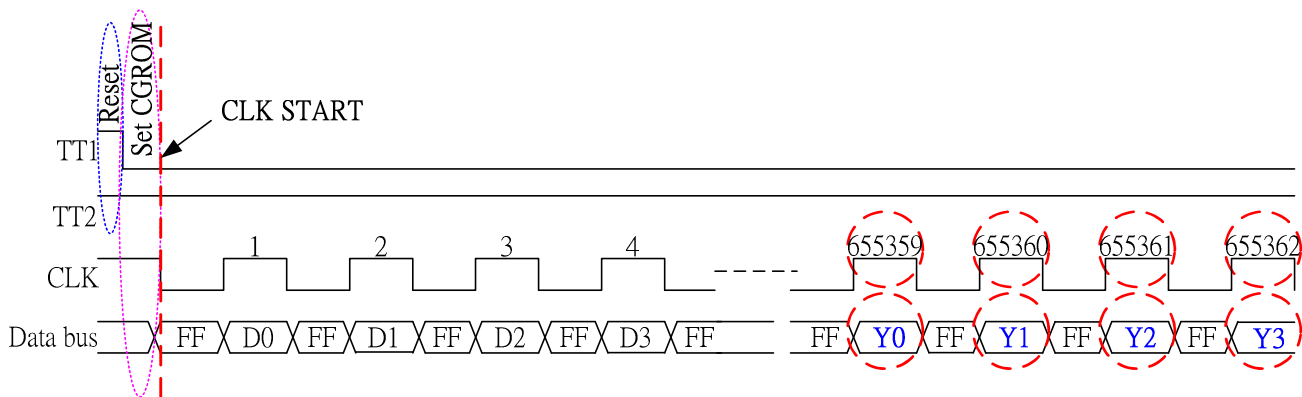 Reset
Set CGROM
CLK START
TT1
TT2
1 2 3 4 655359 655360 655361 655362
CLK
Data bus FF D0 FF D1 FF D2 FF D3 FF FF Y0 FF Y1 FF Y2 FF Y3